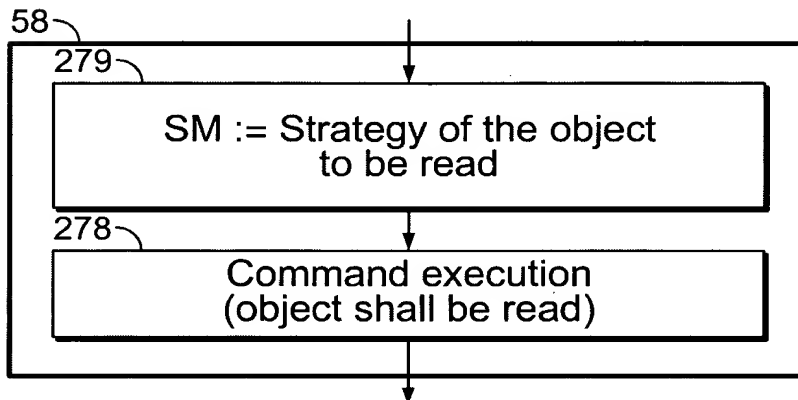 58
279
SM := Strategy of the object
to be read
278
Command execution
(object shall be read)